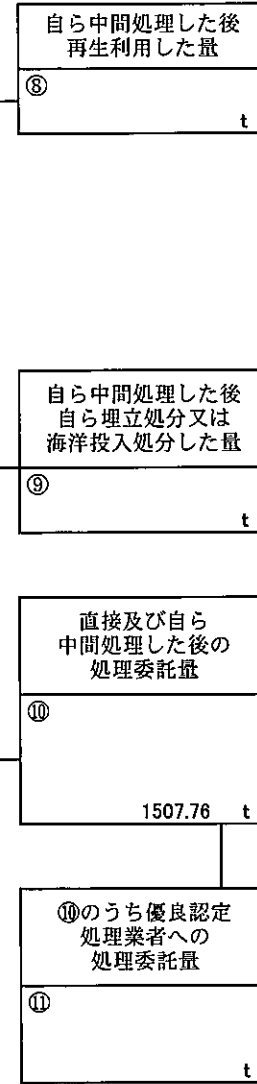 自ら中間処理した後
再生利用した量
⑧
t
自ら中間処理した後
自ら埋立処分又は
海洋投入処分した量
⑨
t
直接及び自ら
中間処理した後の
処理委託量
⑩
1507.76 t
⑩のうち優良認定
処理業者への
処理委託量
⑪
t